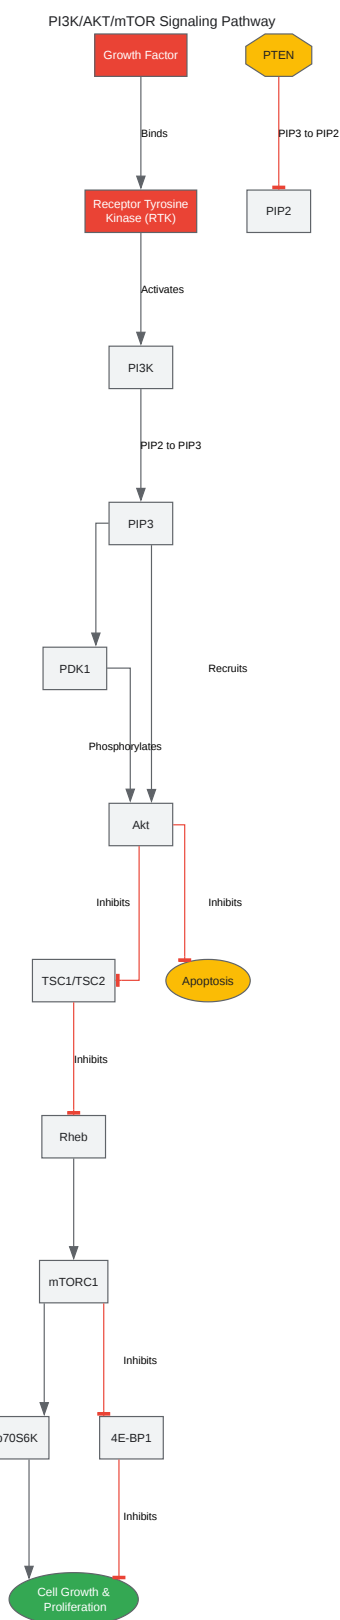 PI3K/AKT/mTOR Signaling Pathway
Growth Factor
PTEN
Binds
PIP3 to PIP2
Receptor Tyrosine
Kinase (RTK)
PIP2
Activates
PI3K
PIP2 to PIP3
PIP3
PDK1
Recruits
Phosphorylates
Akt
Inhibits
Inhibits
TSC1/TSC2
Apoptosis
Inhibits
Rheb
mTORC1
Inhibits
p70S6K
4E-BP1
Inhibits
Cell Growth &
Proliferation